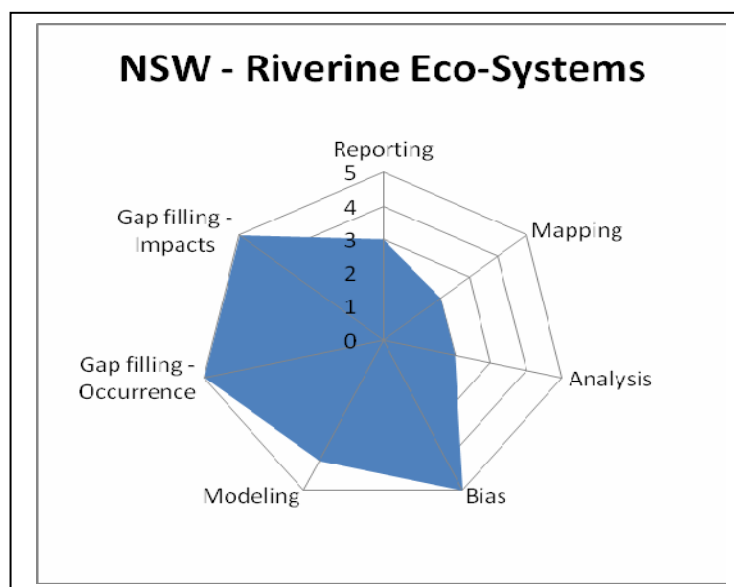 NSW - Riverine Eco-Systems
Reporting
5
4
3
2
1
0
Mapping
Analysis
Bias
Modeling
Gap filling -
Occurrence
Gap filling -
Impacts